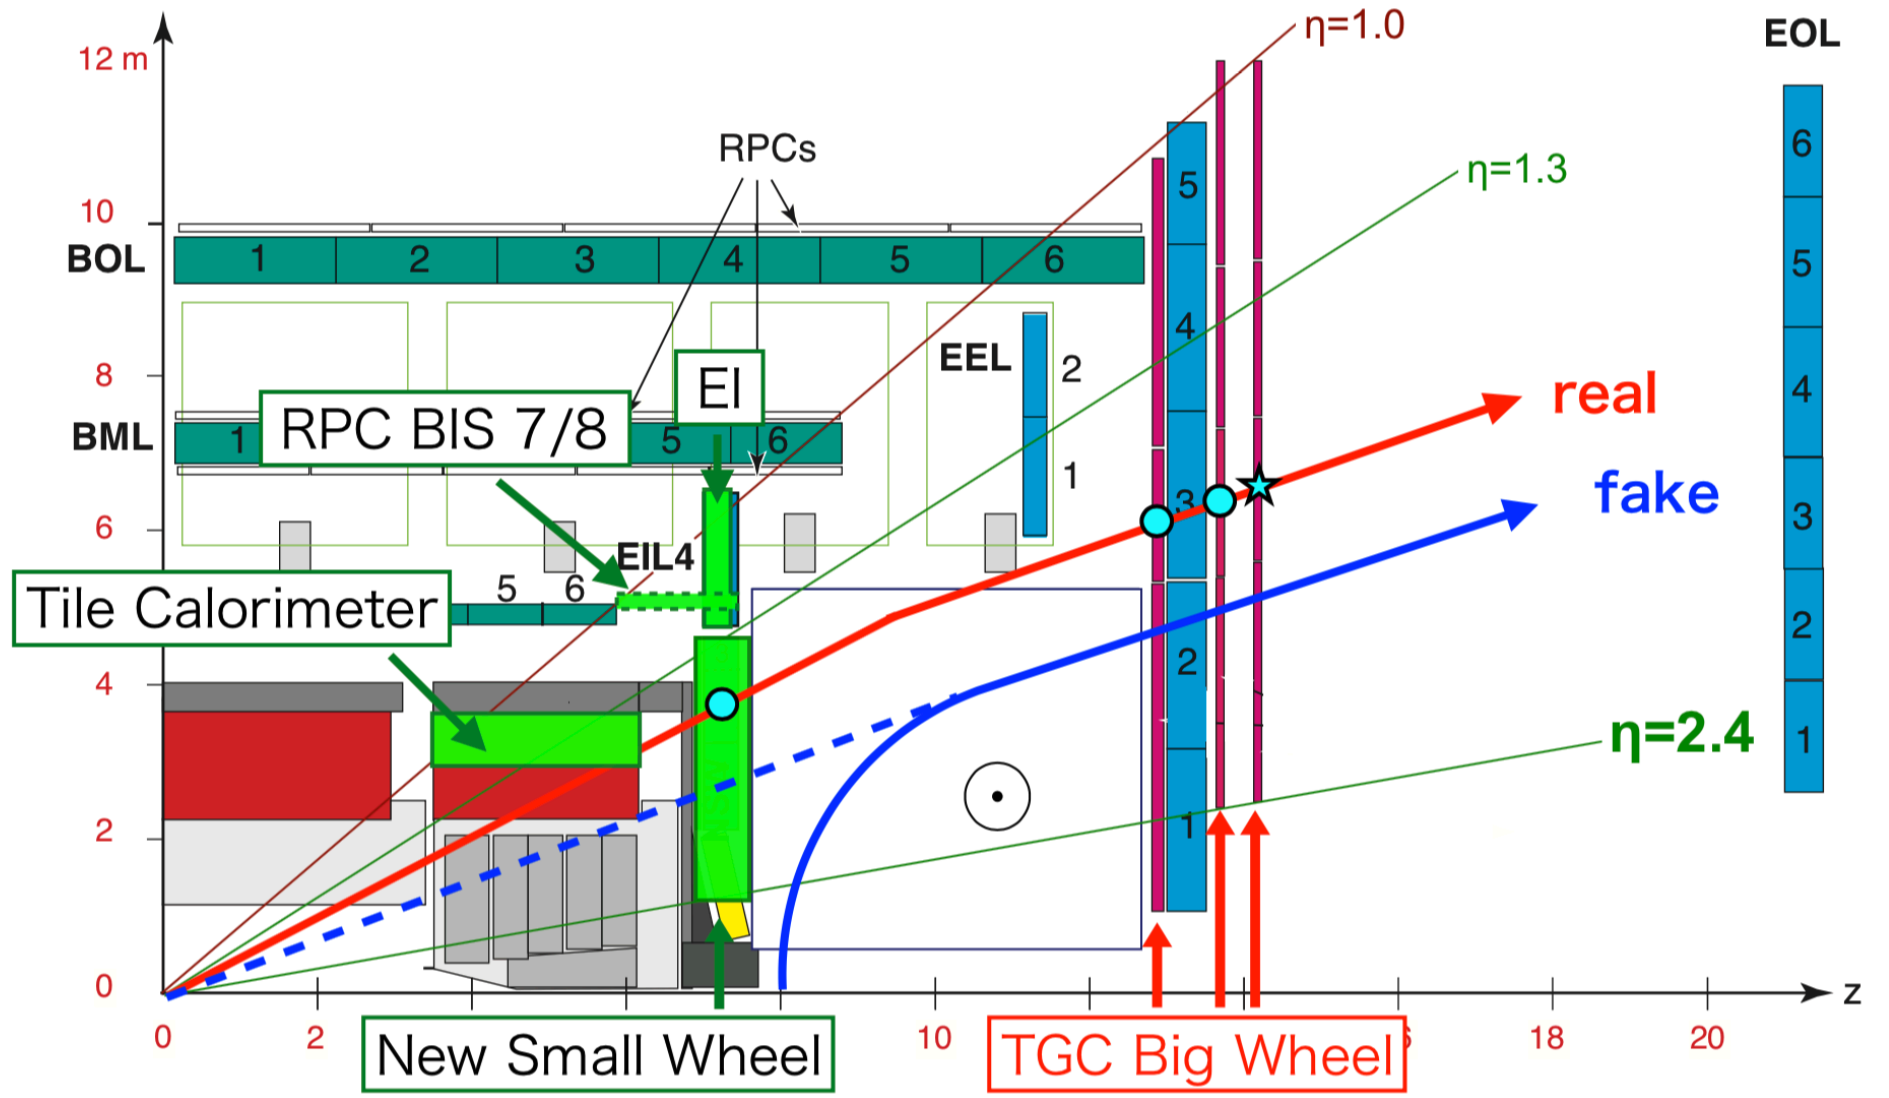 η=1.0
EOL
12 m
RPCs
η=1.3
6
5
10
BOL
1
2
3
4
5
6
5
4
EI
EEL
2
8
real
4
RPC BIS 7/8
BML
1
5
6
1
3
fake
3
6
EIL4
5
6
Tile Calorimeter
2
2
4
η=2.4
1
2
1
0
z
0
2
10
18
20
New Small Wheel
TGC Big Wheel